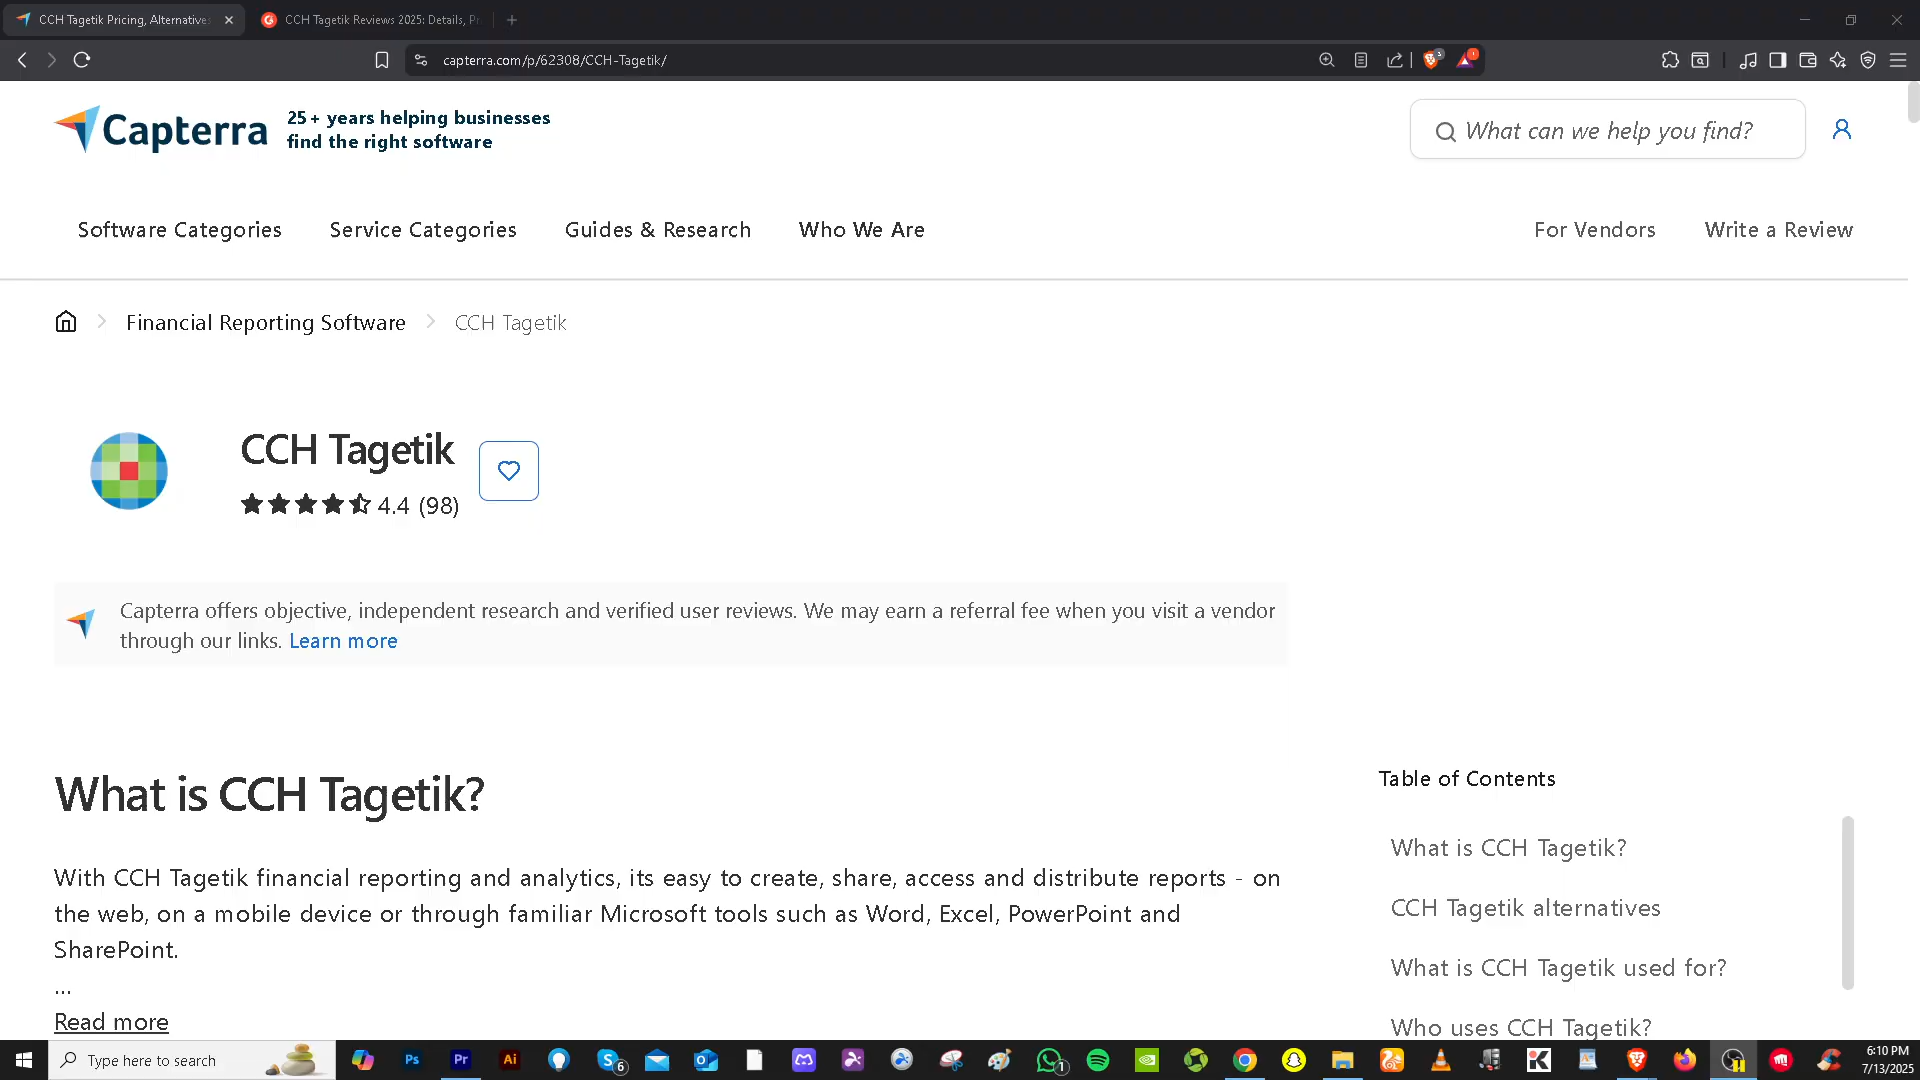 CCH Tagetik Pricing, Alternative
CCH Tagetik Reviews 2025: Details, Pr
capterra.com/p/62308/CCH-Tagetik/
3
1
Capterra
25+ years helping businesses
find the right software
What can we help you find?
Software Categories
Service Categories
Guides & Research
Who We Are
For Vendors
Write a Review
Financial Reporting Software
CCH Tagetik
CCH Tagetik
4.4 (98)
Capterra offers objective, independent research and verified user reviews. We may earn a referral fee when you visit a vendor
through our links. Learn more
What is CCH Tagetik?
With CCH Tagetik financial reporting and analytics, its easy to create, share, access and distribute reports - on
the web, on a mobile device or through familiar Microsoft tools such as Word, Excel, PowerPoint and
SharePoint.
...
Read more
Table of Contents
What is CCH Tagetik?
CCH Tagetik alternatives
What is CCH Tagetik used for?
Who uses CCH Tagetik?
Type here to search
Ps
Pr
Ai
6
1
6:10 PM
7/13/2025